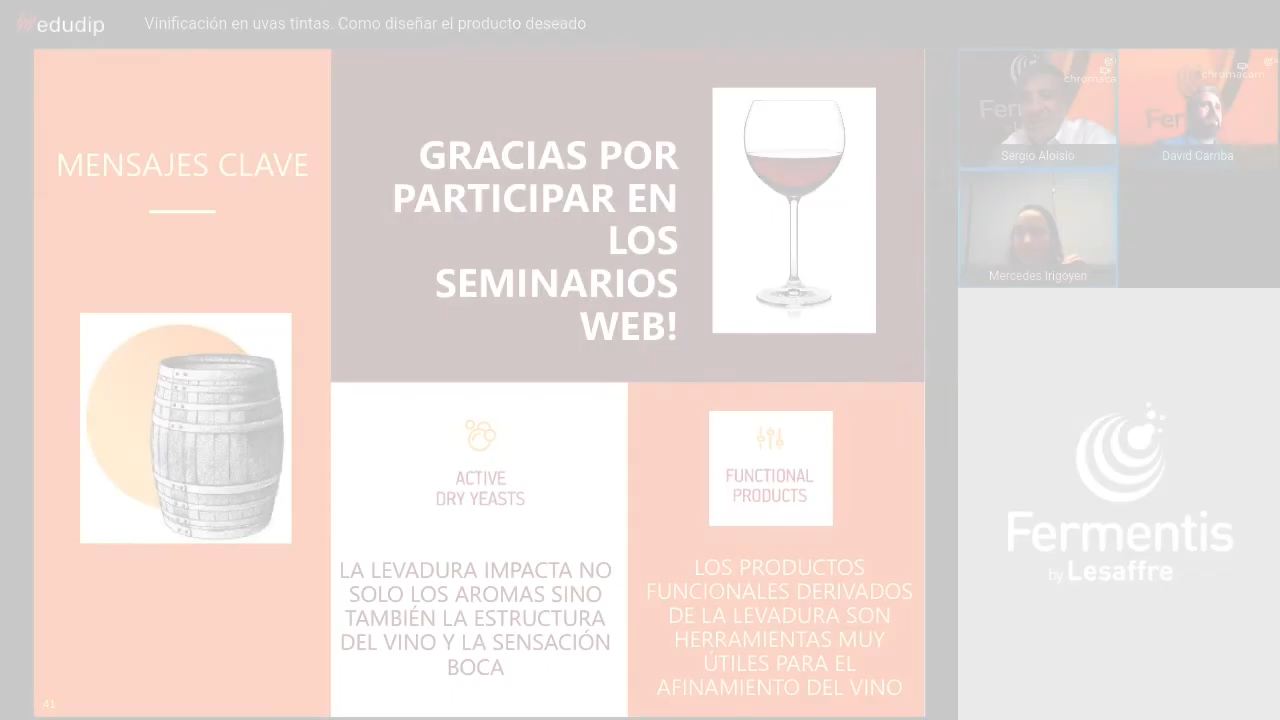 edudip
Vinificación en uvas tintas. Como diseñar el producto deseado
MENSAJES CLAVE
GRACIAS POR
PARTICIPAR EN
LOS
SEMINARIOS
WEB!
ACTIVE
DRY YEASTS
FUNCTIONAL
PRODUCTS
LA LEVADURA IMPACTA NO
SOLO LOS AROMAS SINO
TAMBIÉN LA ESTRUCTURA
DEL VINO Y LA SENSACIÓN
BOCA
LOS PRODUCTOS
FUNCIONALES DERIVADOS
DE LA LEVADURA SON
HERRAMIENTAS MUY
ÚTILES PARA EL
AFINAMIENTO DEL VINO
41
chromacam
Sergio Aloisio
David Carriba
Mercedes Irigoyen
Fermentis
by Lesaffre